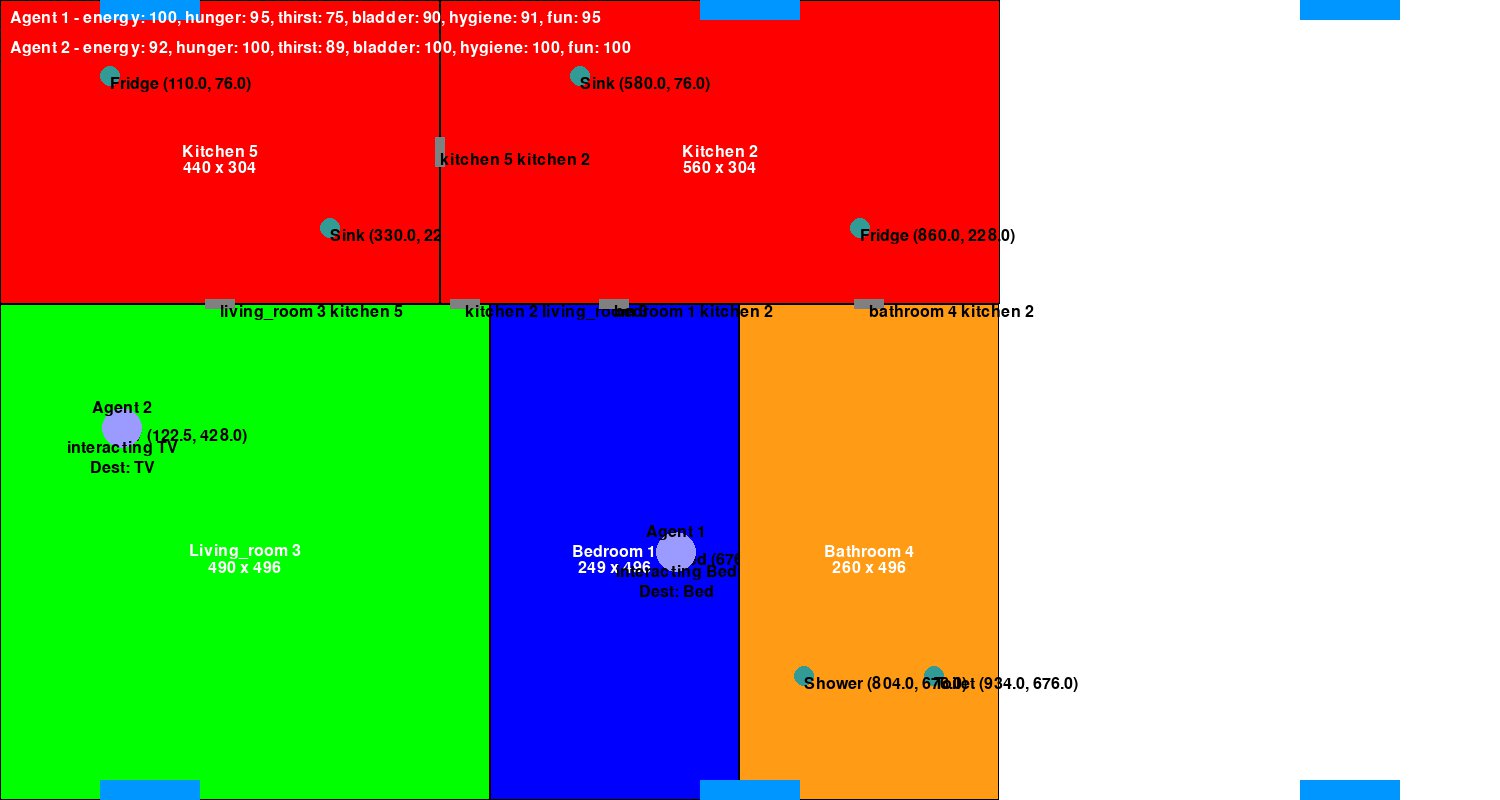 Agent 1 - energy: 100, hunger: 95, thirst: 75, bladder: 90, hygiene: 91, fun: 95
Agent 2 - energy: 92, hunger: 100, thirst: 89, bladder: 100, hygiene: 100, fun: 100
Fridge (110.0, 76.0)
Sink (580.0, 76.0)
Kitchen 5
440 x 304
kitchen 5 kitchen 2
Kitchen 2
560 x 304
Sink (330.0, 22
Fridge (860.0, 228.0)
living_room 3 kitchen 5
kitchen 2 living_room
bedroom 1 kitchen 2
bathroom 4 kitchen 2
Agent 2
(122.5, 428.0)
interacting TV
Dest: TV
Living_room 3
490 x 496
Agent 1
Bedroom 1
249 x 496
d (676
interacting Bed
Dest: Bed
Bathroom 4
260 x 496
Shower (804.0, 676.0)
Toilet (934.0, 676.0)